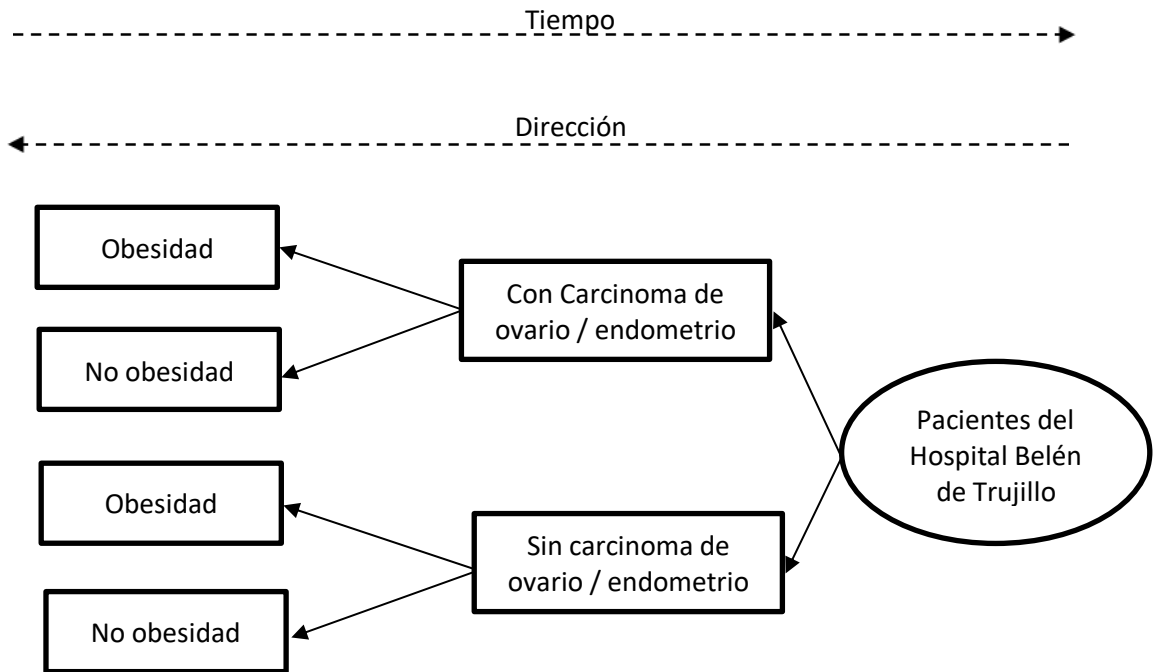 Tiempo
Dirección
Obesidad
No obesidad
Con Carcinoma de
ovario / endometrio
Pacientes del
Hospital Belén
de Trujillo
Obesidad
No obesidad
Sin carcinoma de
ovario / endometrio